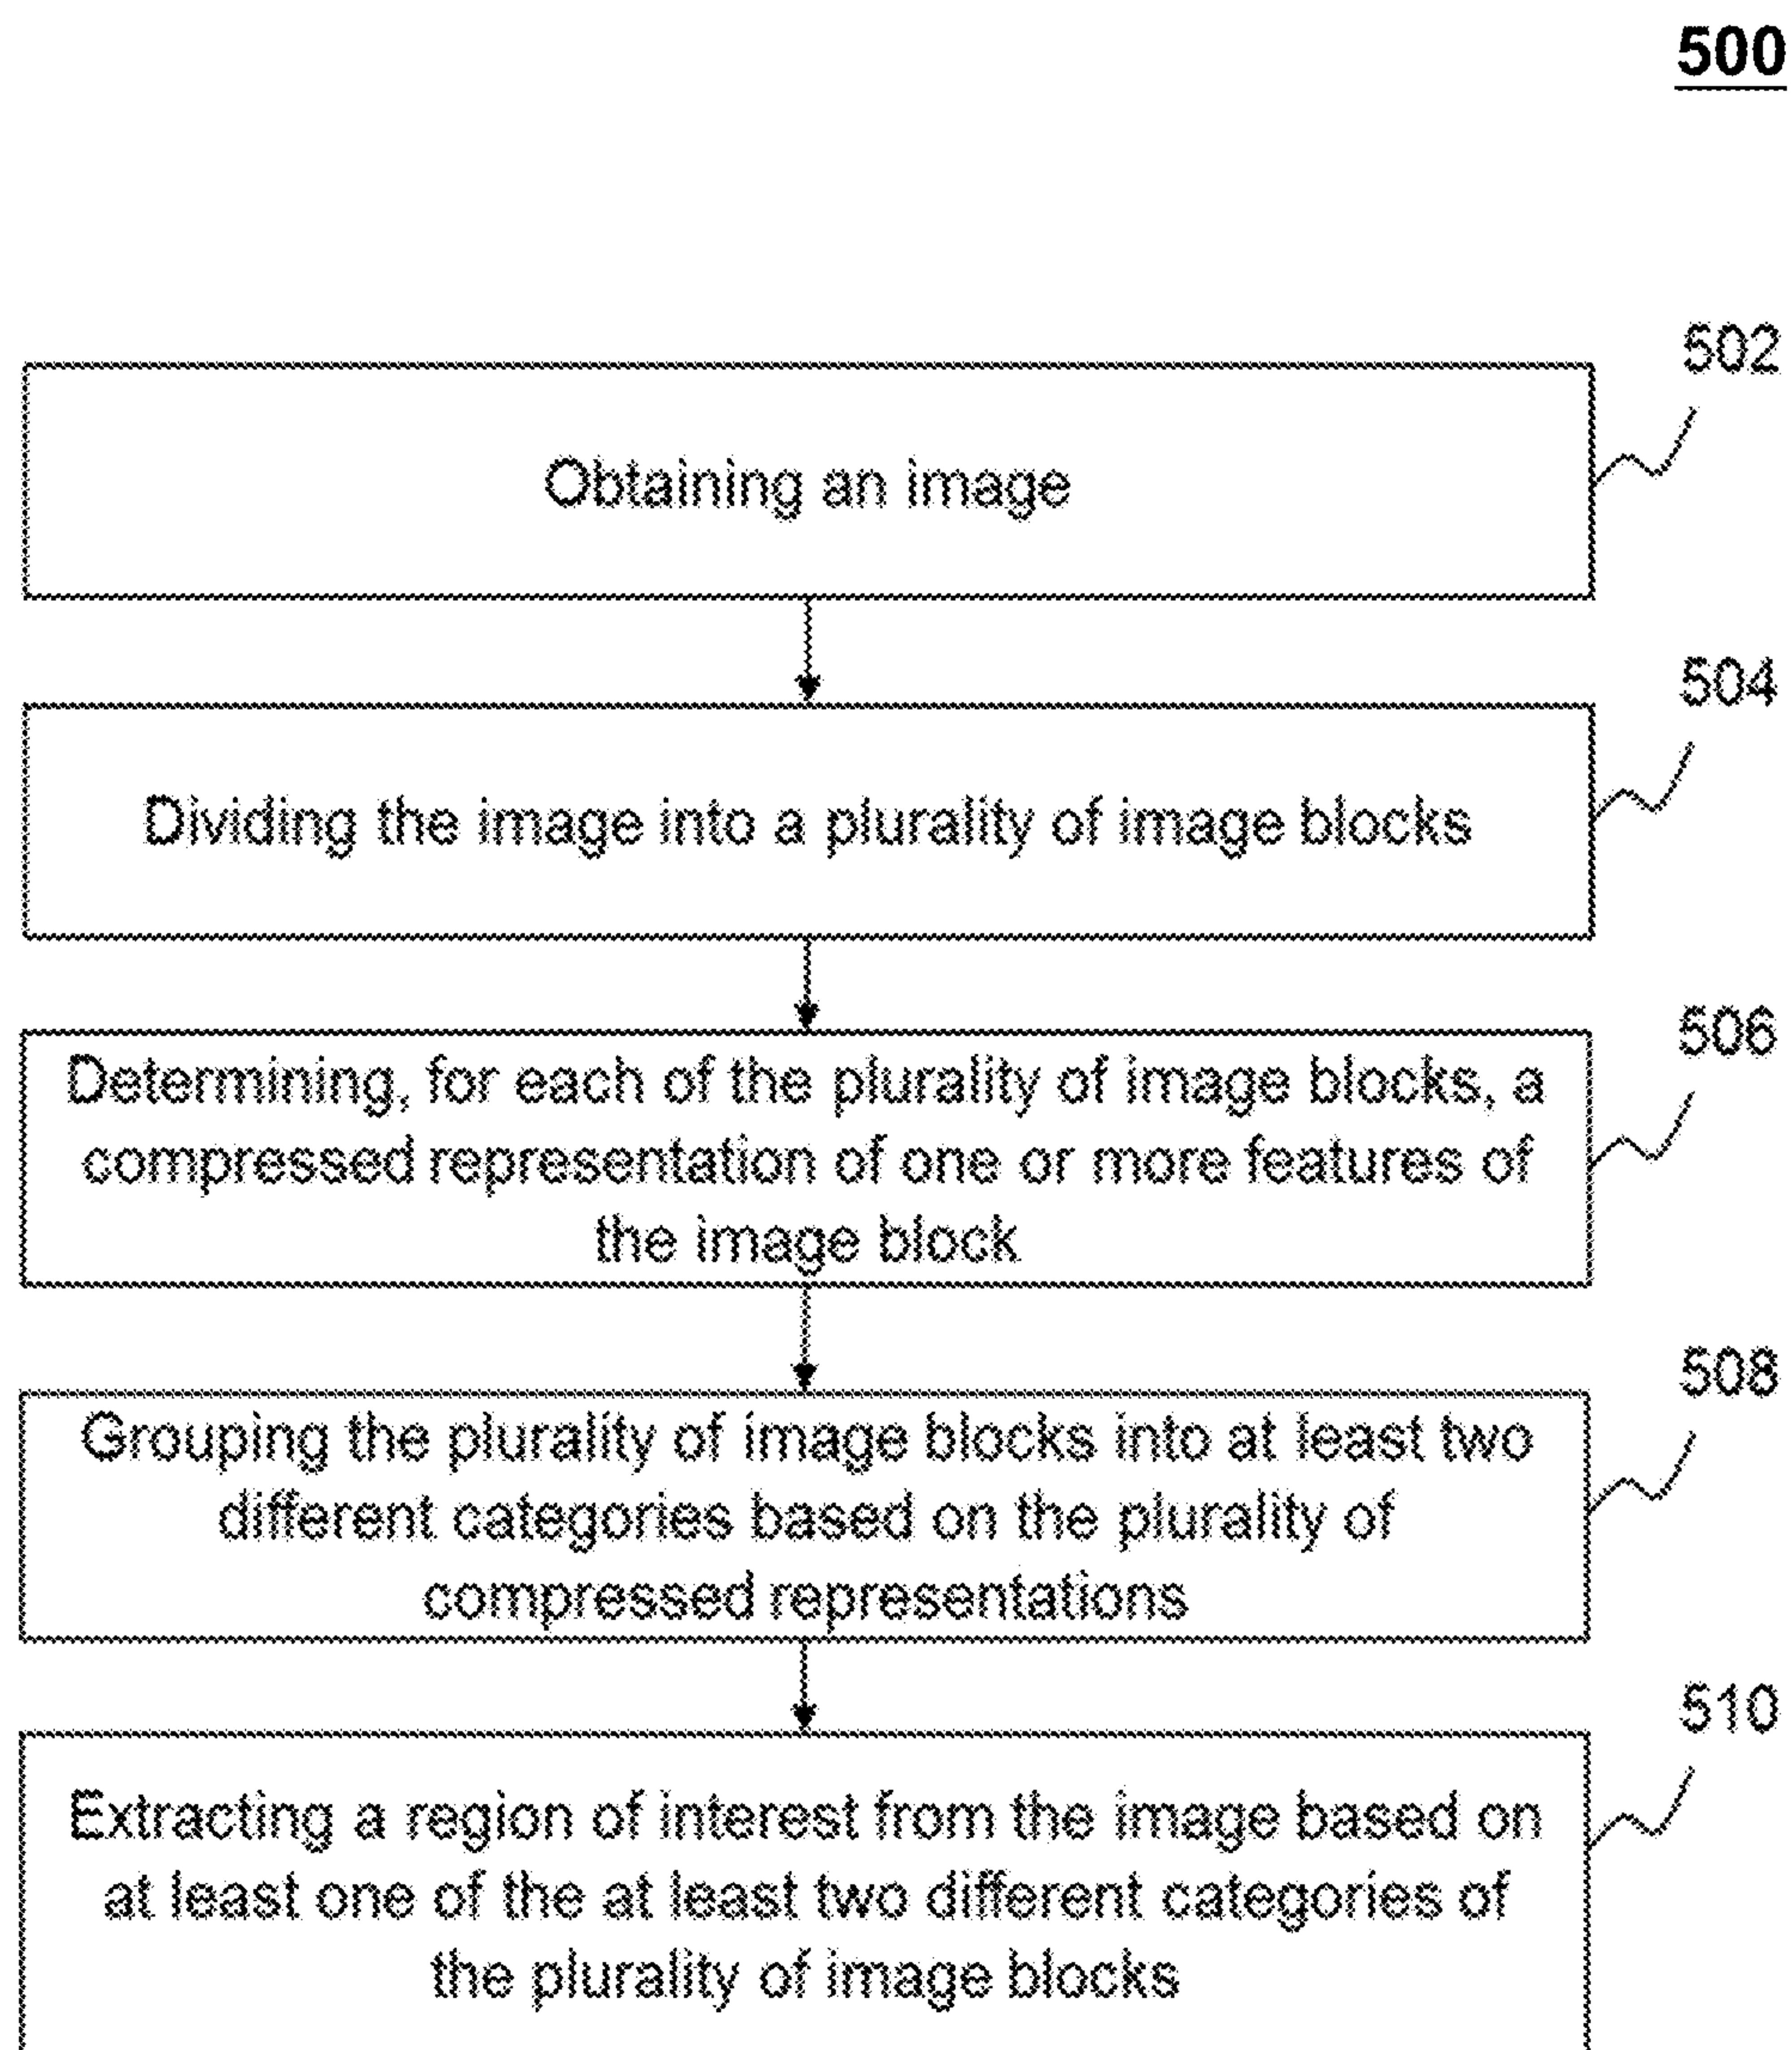 500
502
Obtaining an image
504
Dividing the image into a plurality of image blocks
506
Determining, for each of the plurality of image blocks, a
compressed representation of one or more features of
the image block
508
Grouping the plurality of image blocks into at least two
different categories based on the plurality of
compressed representations
510
Extracting a region of interest from the image based on
at least one of the at least two different categories of
the plurality of image blocks